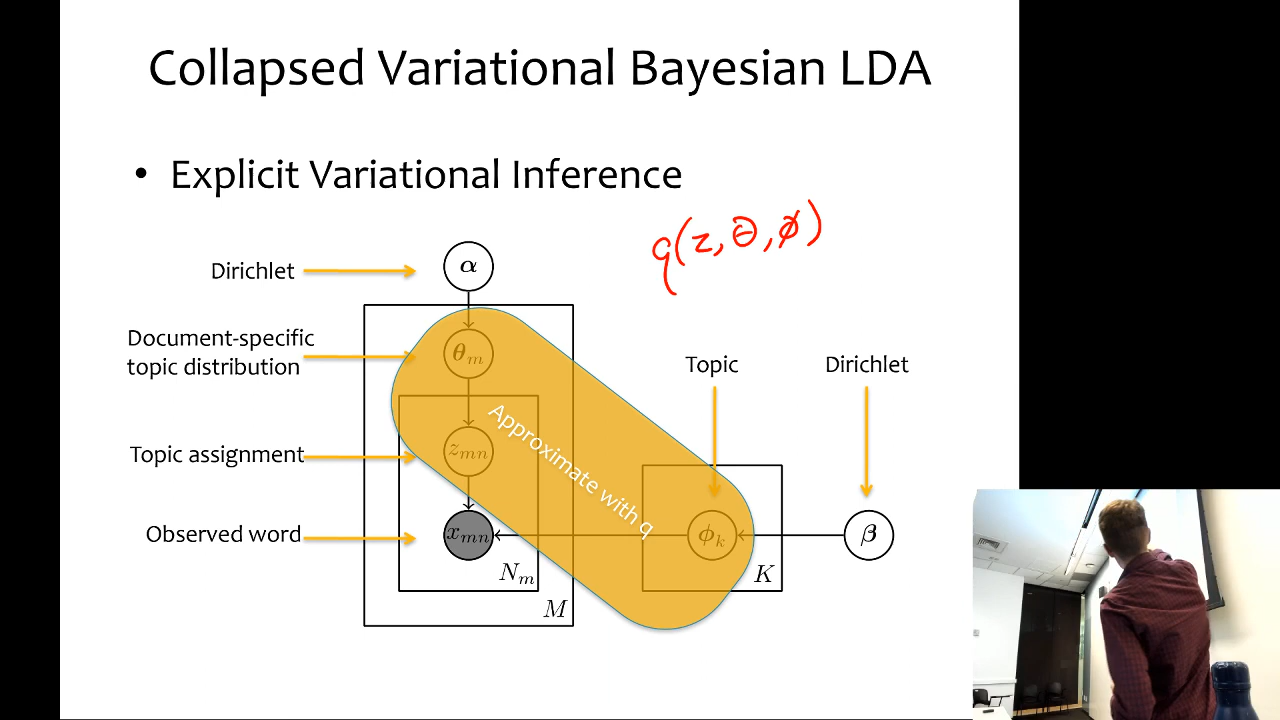 Collapsed Variational Bayesian LDA
• Explicit Variational Inference
q(z, θ, ϕ)
Dirichlet
α
Document-specific
topic distribution
θm
Topic
Dirichlet
Approximate with q
Topic assignment
zmn
Observed word
xmn
ϕk
β
Nm
K
M